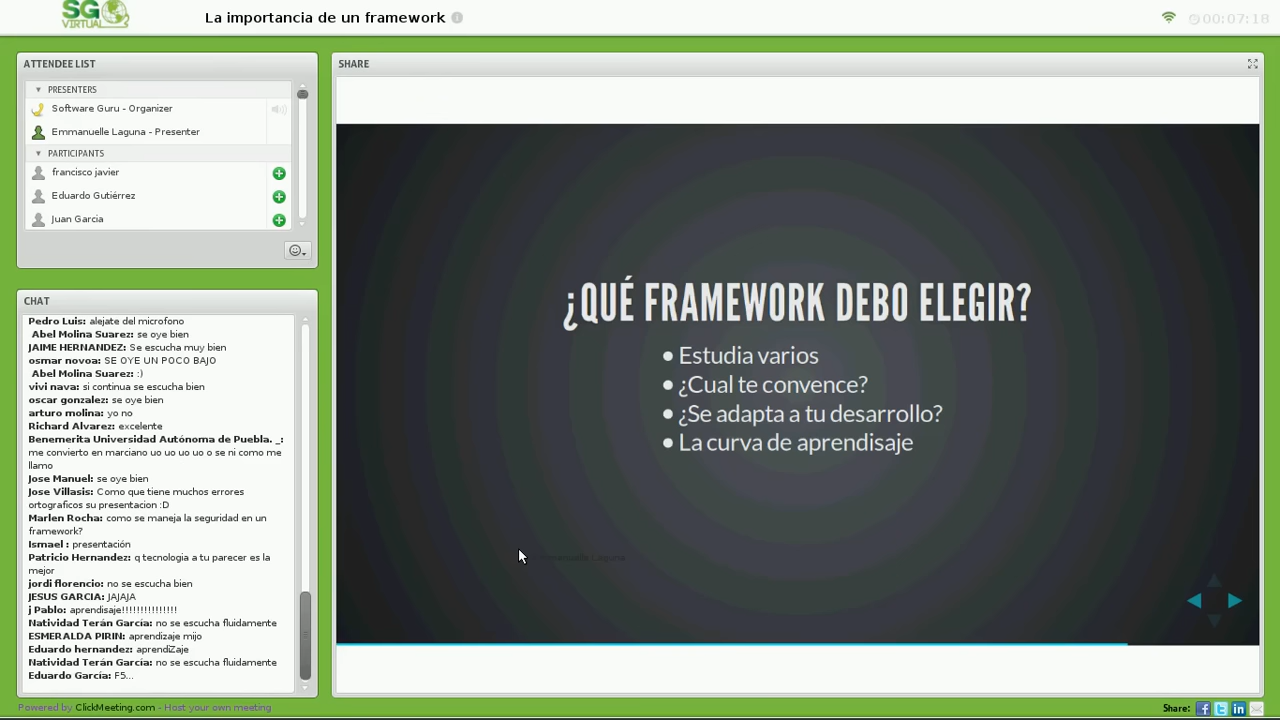 SG
VIRTUAL
La importancia de un framework
00:07:18
ATTENDEE LIST
PRESENTERS
Software Guru - Organizer
Emmanuelle Laguna - Presenter
PARTICIPANTS
francisco javier
Eduardo Gutiérrez
Juan Garcia
CHAT
Pedro Luis: alejate del microfono
Abel Molina Suarez: se oye bien
JAIME HERNANDEZ: Se escucha muy bien
osmar novoa: SE OYE UN POCO BAJO
Abel Molina Suarez: :)
vivi nava: si continua se escucha bien
oscar gonzalez: se oye bien
arturo molina: yo no
Richard Alvarez: excelente
Benemerita Universidad Autónoma de Puebla. _:
me convierto en marciano uo uo uo uo o se ni como me
llamo
Jose Manuel: se oye bien
Jose Villasis: Como que tiene muchos errores
ortograficos su presentacion :D
Marlen Rocha: como se maneja la seguridad en un
framework?
Ismael : presentación
Patricio Hernandez: q tecnologia a tu parecer es la
mejor
jordi florencio: no se escucha bien
JESUS GARCIA: JAJAJA
j Pablo: aprendisaje!!!!!!!!!!!!!!!
Natividad Terán García: no se escucha fluidamente
ESMERALDA PIRIN: aprendizaje mijo
Eduardo hernandez: aprendiZaje
Natividad Terán García: no se escucha fluidamente
Eduardo García: F5...
SHARE
¿QUÉ FRAMEWORK DEBO ELEGIR?
• Estudia varios
• ¿Cual te convence?
• ¿Se adapta a tu desarrollo?
• La curva de aprendisaje
Laguna
Powered by ClickMeeting.com - Host your own meeting
Share: